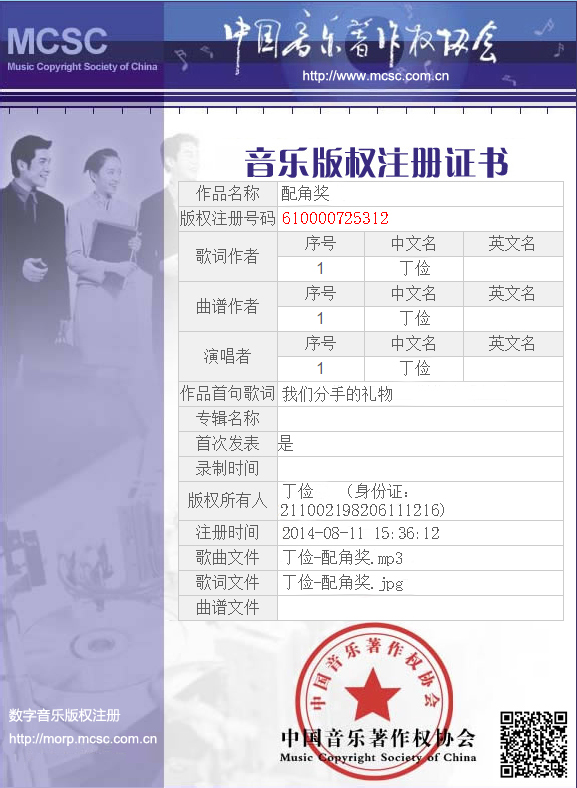 MCSC
Music Copyright Society of China
中国音乐著作权协会
http://www.mcsc.com.cn
音乐版权注册证书
作品名称 配角奖
版权注册号码 610000725312
歌词作者 序号 中文名 英文名
1 丁俭
曲谱作者 序号 中文名 英文名
1 丁俭
演唱者 序号 中文名 英文名
1 丁俭
作品首句歌词 我们分手的礼物
专辑名称
首次发表 是
录制时间
版权所有人 丁俭 (身份证:
211002198206111216)
注册时间 2014-08-11 15:36:12
歌曲文件 丁俭-配角奖.mp3
歌词文件 丁俭-配角奖.jpg
曲谱文件
中国音乐著作权协会
中国音乐著作权协会
Music Copyright Society of China
数字音乐版权注册
http://morp.mcsc.com.cn